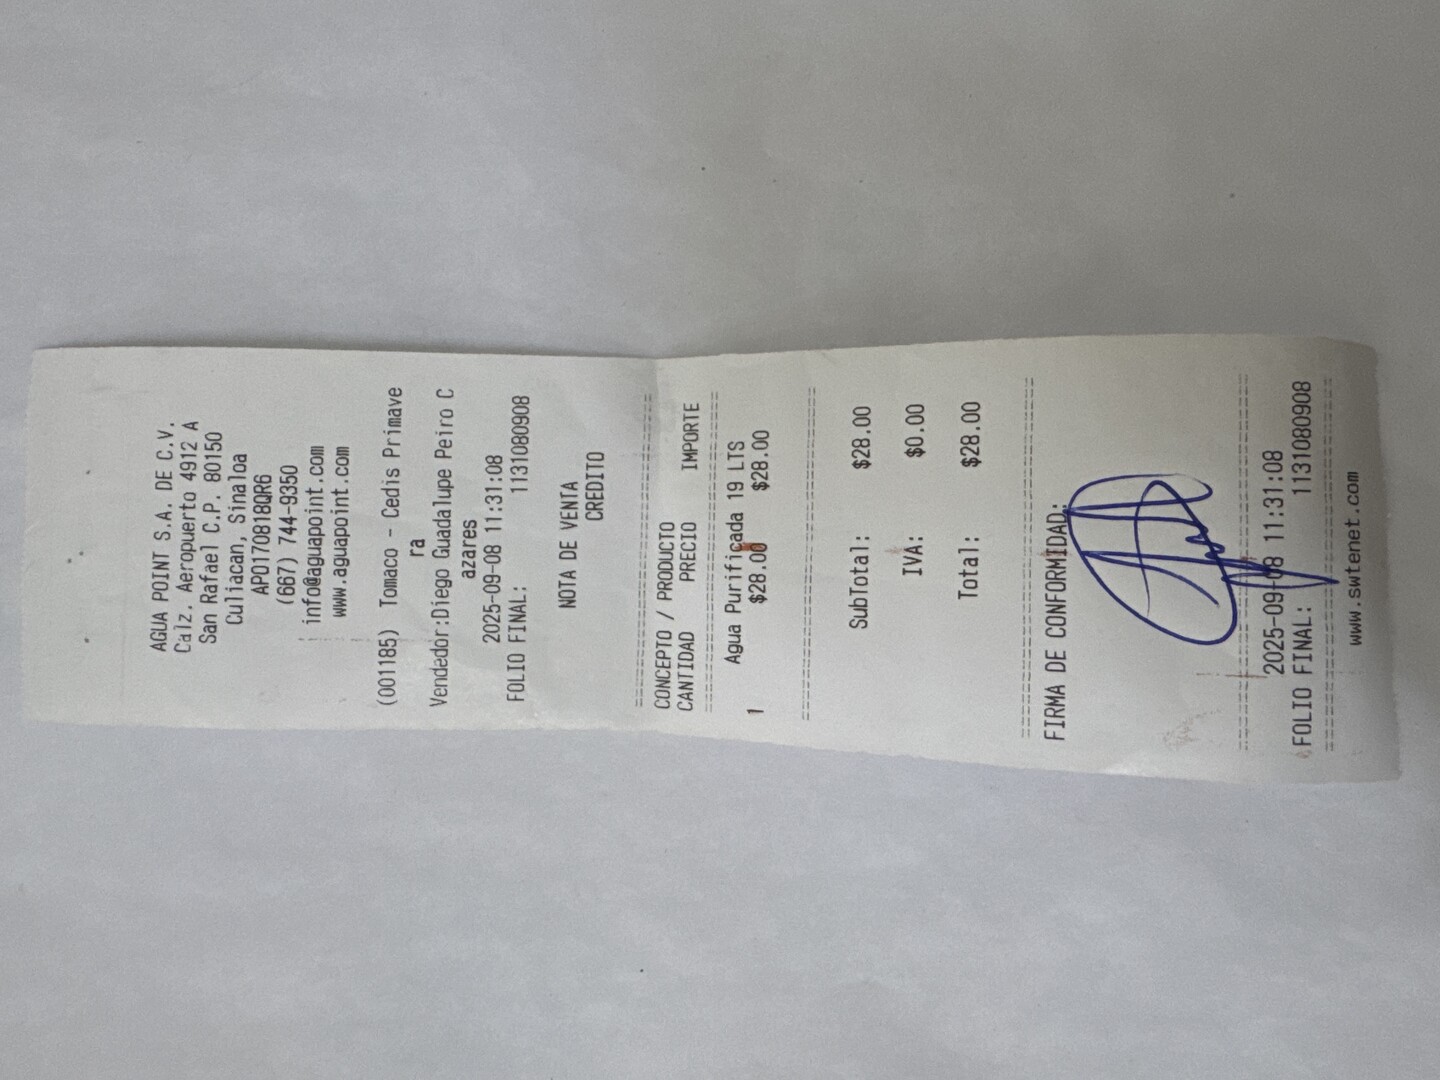 AGUA POINT S.A. DE C.V.
Calz. Aeropuerto 4912 A
San Rafael C.P. 80150
Culiacan, Sinaloa
APO170818QR6
(667) 744-9350
info@aguapoint.com
www.aguapoint.com
(001185) Tomaco - Cedis Primave
ra
Vendedor:Diego Guadalupe Peiro C
azares
2025-09-08 11:31:08
FOLIO FINAL: 1131080908
NOTA DE VENTA
CREDITO
================================
CONCEPTO / PRODUCTO
CANTIDAD PRECIO IMPORTE
================================
Agua Purificada 19 LTS
1 $28.00 $28.00
================================
SubTotal: $28.00
IVA: $0.00
Total: $28.00
================================
FIRMA DE CONFORMIDAD:
================================
2025-09-08 11:31:08
FOLIO FINAL: 1131080908
================================
www.swtenet.com